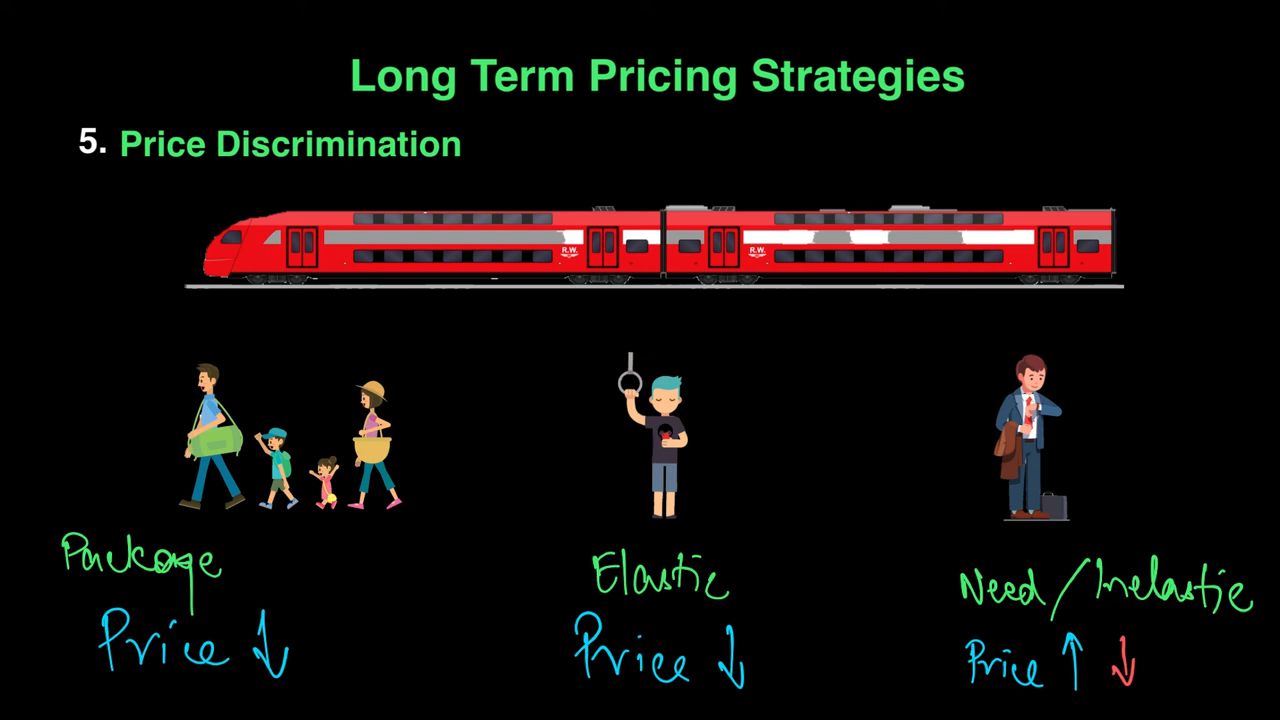 Long Term Pricing Strategies
5. Price Discrimination
R.W. R.W.
Package Elastic Need/Inelastic
Price ↓ Price ↓ Price ↑ ↓